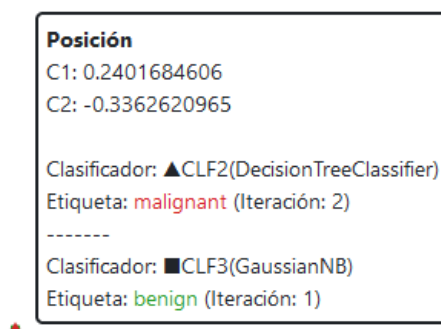 Posición
C1: 0.2401684606
C2: -0.3362620965
Clasificador: ▲CLF2(DecisionTreeClassifier)
Etiqueta: malignant (Iteración: 2)
-------
Clasificador: ■CLF3(GaussianNB)
Etiqueta: benign (Iteración: 1)